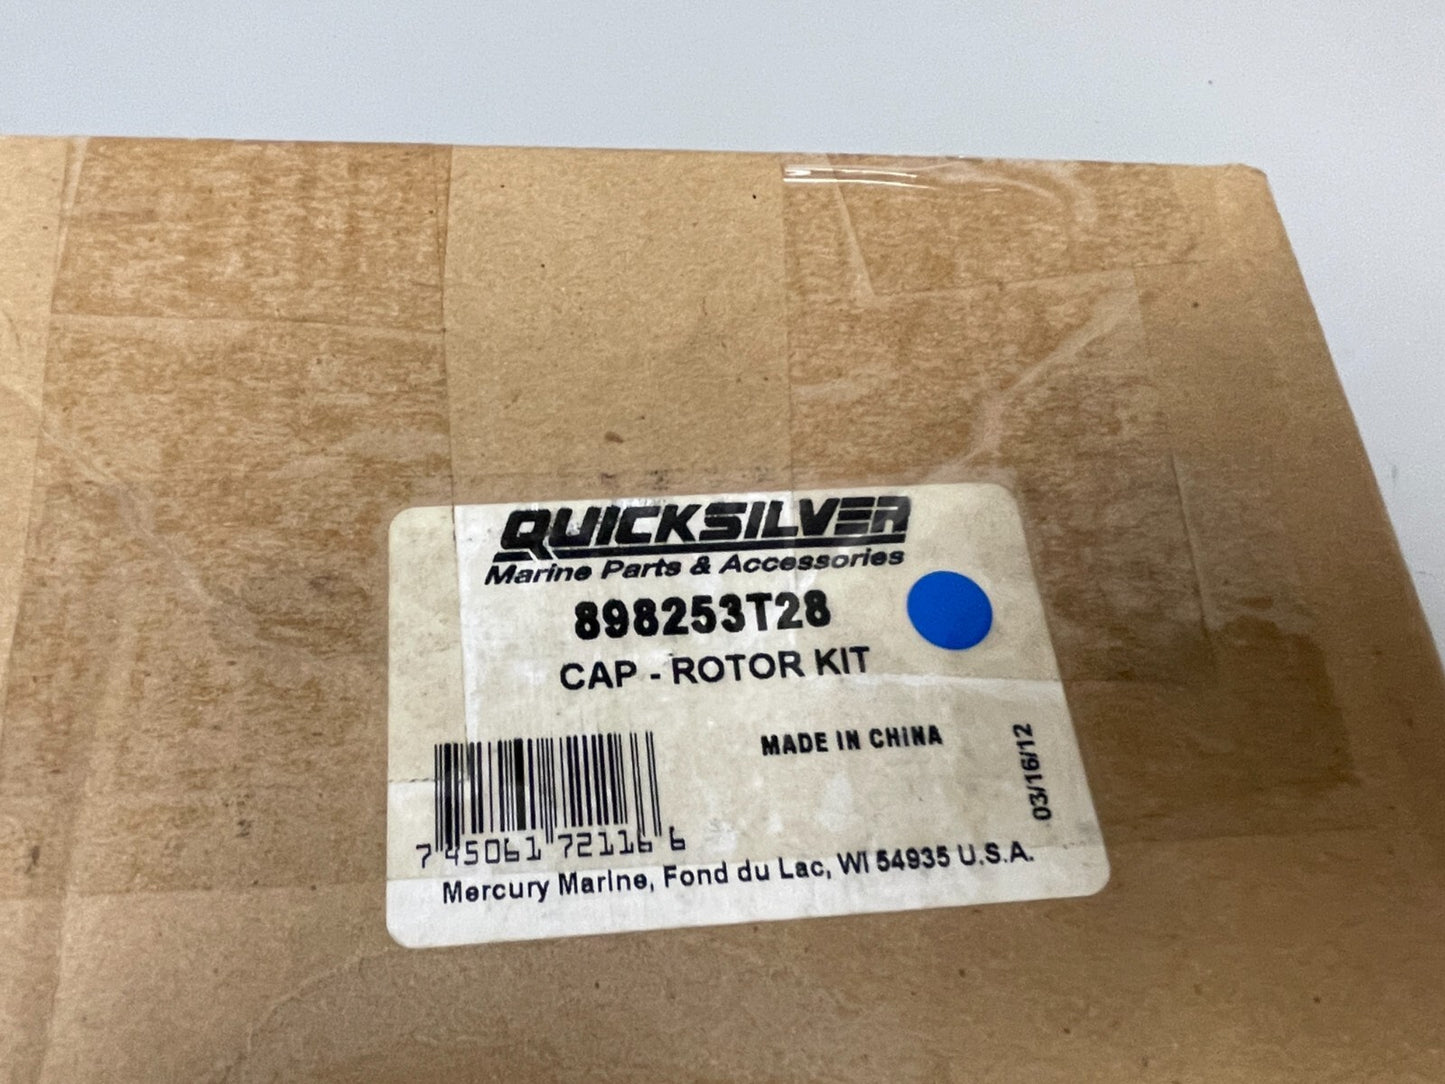 QUICKSILVER
Marine Parts & Accessories
898253T28
CAP - ROTOR KIT
MADE IN CHINA
03/16/12
7 45061 72116 6
Mercury Marine, Fond du Lac, WI 54935 U.S.A.